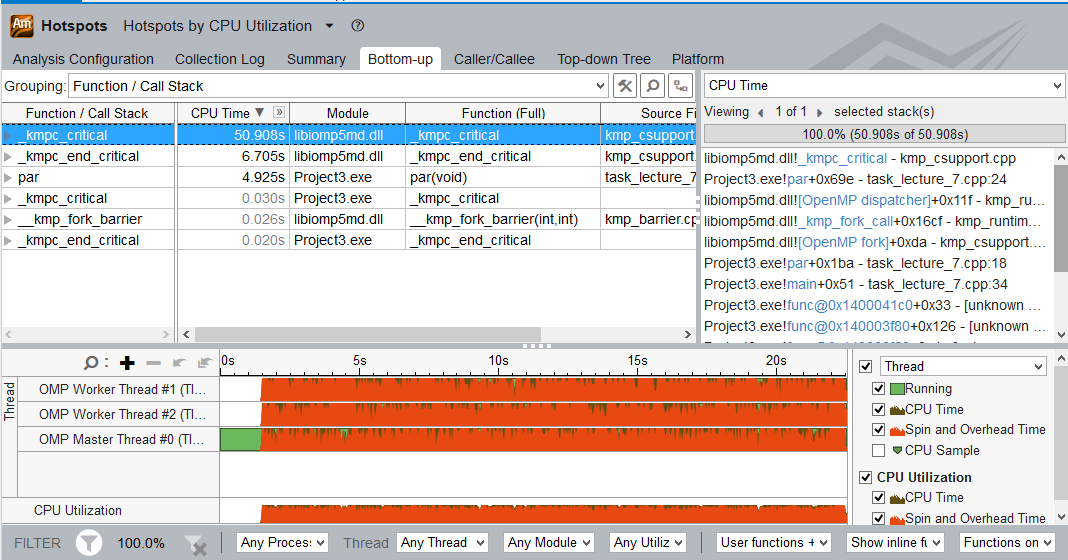 Hotspots Hotspots by CPU Utilization
Analysis Configuration Collection Log Summary Bottom-up Caller/Callee Top-down Tree Platform
Grouping: Function / Call Stack
Function / Call Stack CPU Time Module Function (Full) Source Fi
_kmpc_critical 50.908s libiomp5md.dll _kmpc_critical kmp_csupport.
_kmpc_end_critical 6.705s libiomp5md.dll _kmpc_end_critical kmp_csupport.
par 4.925s Project3.exe par(void) task_lecture_7.
_kmpc_critical 0.030s Project3.exe _kmpc_critical
__kmp_fork_barrier 0.026s libiomp5md.dll __kmp_fork_barrier(int,int) kmp_barrier.cp
_kmpc_end_critical 0.020s Project3.exe _kmpc_end_critical
CPU Time
Viewing 1 of 1 selected stack(s)
100.0% (50.908s of 50.908s)
libiomp5md.dll!_kmpc_critical - kmp_csupport.cpp
Project3.exe!par+0x69e - task_lecture_7.cpp:24
libiomp5md.dll![OpenMP dispatcher]+0x11f - kmp_ru...
libiomp5md.dll!_kmp_fork_call+0x16cf - kmp_runtim...
libiomp5md.dll![OpenMP fork]+0xda - kmp_csupport....
Project3.exe!par+0x1ba - task_lecture_7.cpp:18
Project3.exe!main+0x51 - task_lecture_7.cpp:34
Project3.exe!func@0x1400041c0+0x33 - [unknown ...
Project3.exe!func@0x140003f80+0x126 - [unknown ...
0s 5s 10s 15s 20s
Thread
OMP Worker Thread #1 (TI...
OMP Worker Thread #2 (TI...
OMP Master Thread #0 (TI...
CPU Utilization
Thread
Running
CPU Time
Spin and Overhead Time
CPU Sample
CPU Utilization
CPU Time
Spin and Overhead Time
FILTER 100.0% Any Process Thread Any Thread Any Module Any Utiliz User functions + Show inline fu Functions on